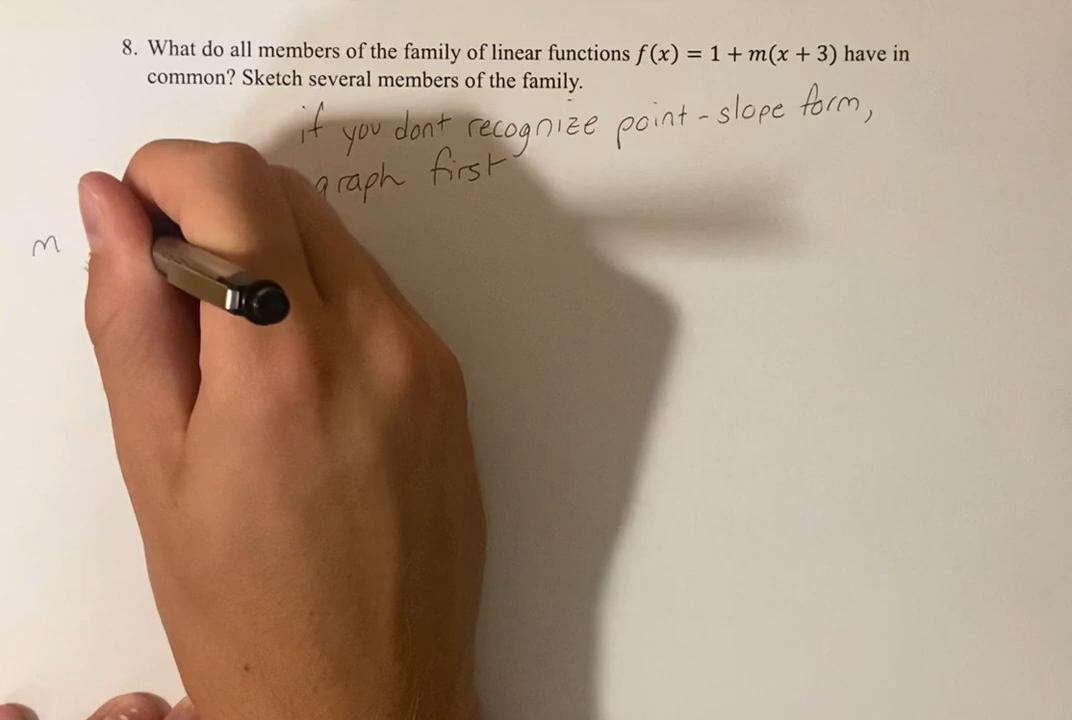 8. What do all members of the family of linear functions f(x) = 1 + m(x + 3) have in
common? Sketch several members of the family.
if you dont recognize point-slope form,
graph first
m